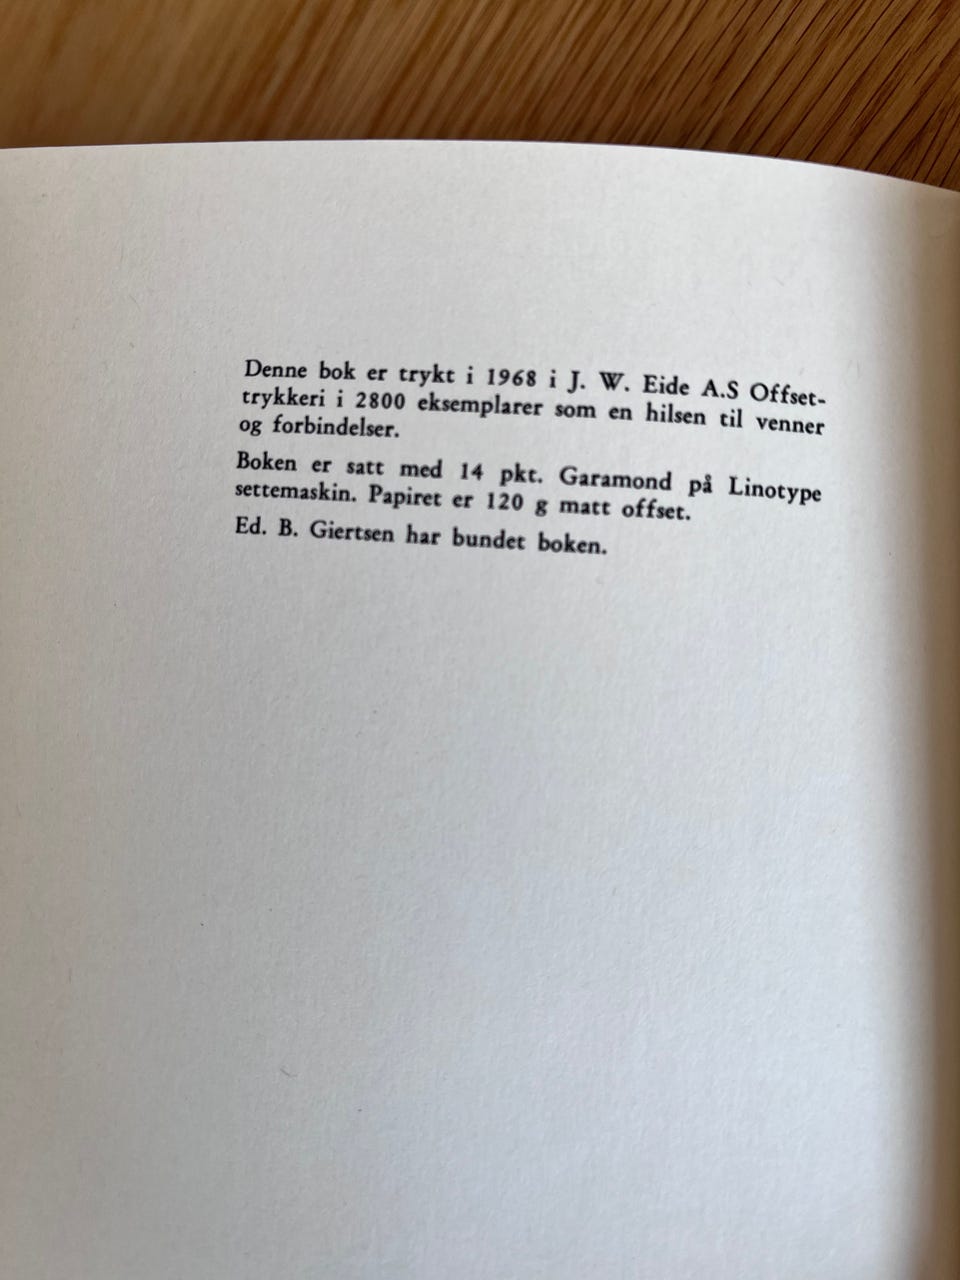 Denne bok er trykt i 1968 i J. W. Eide A.S Offset-
trykkeri i 2800 eksemplarer som en hilsen til venner
og forbindelser.
Boken er satt med 14 pkt. Garamond på Linotype
settemaskin. Papiret er 120 g matt offset.
Ed. B. Giertsen har bundet boken.